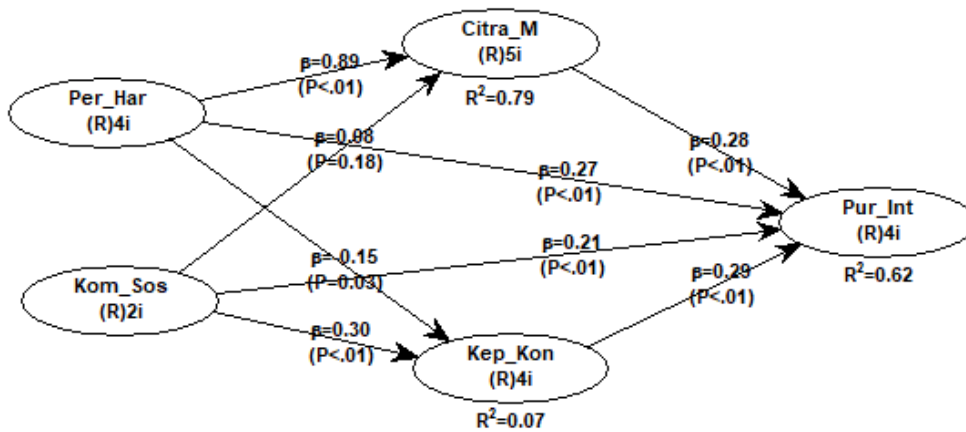 Citra_M
(R)5i
R²=0.79
β=0.89
(P<.01)
Per_Har
(R)4i
β=0.08
(P=0.18)
β=0.28
(P<.01)
β=0.27
(P<.01)
Pur_Int
(R)4i
R²=0.62
β=0.21
(P<.01)
β=-0.15
(P=0.03)
Kom_Sos
(R)2i
β=0.29
(P<.01)
β=0.30
(P<.01)
Kep_Kon
(R)4i
R²=0.07